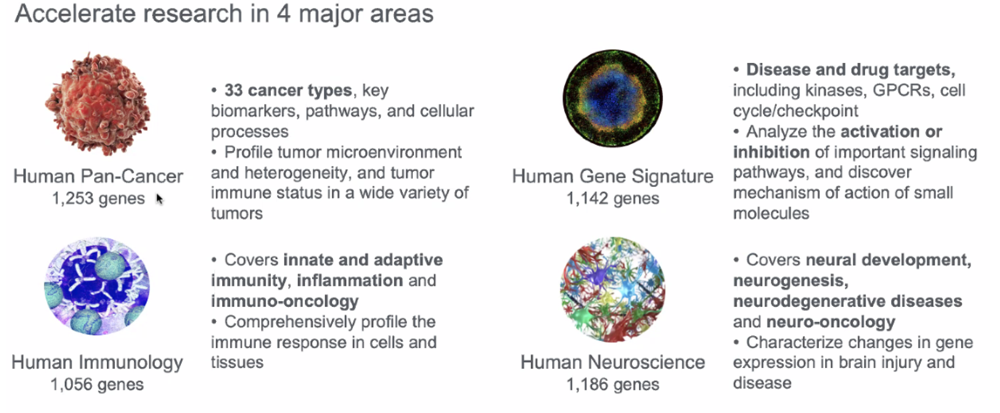 Accelerate research in 4 major areas
Human Pan-Cancer
1,253 genes
• 33 cancer types, key
biomarkers, pathways, and cellular
processes
• Profile tumor microenvironment
and heterogeneity, and tumor
immune status in a wide variety of
tumors
Human Gene Signature
1,142 genes
• Disease and drug targets,
including kinases, GPCRs, cell
cycle/checkpoint
• Analyze the activation or
inhibition of important signaling
pathways, and discover
mechanism of action of small
molecules
Human Immunology
1,056 genes
• Covers innate and adaptive
immunity, inflammation and
immuno-oncology
• Comprehensively profile the
immune response in cells and
tissues
Human Neuroscience
1,186 genes
• Covers neural development,
neurogenesis,
neurodegenerative diseases
and neuro-oncology
• Characterize changes in gene
expression in brain injury and
disease